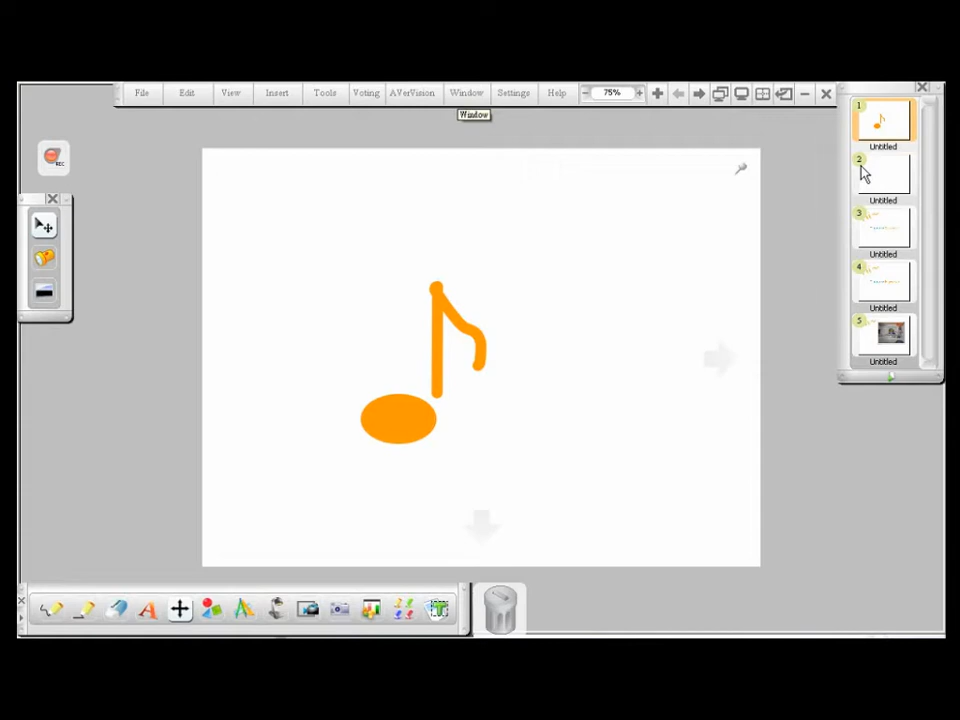 File Edit View Insert Tools Voting AVerVision Window Settings Help 75%
Window
REC
1
Untitled
2
Untitled
3
Untitled
4
Untitled
5
Untitled